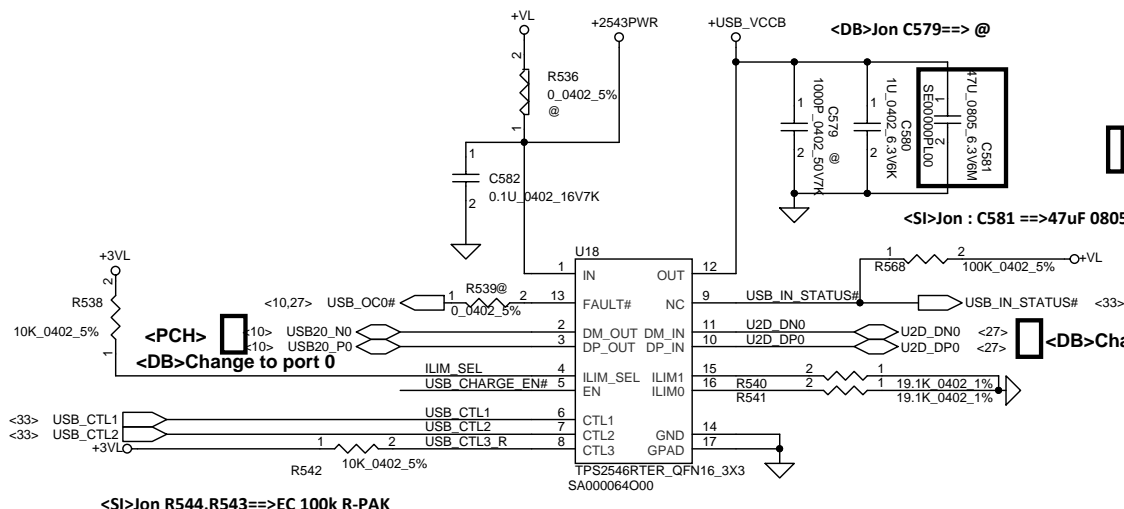 +VL
+2543PWR
+USB_VCCB
<DB>Jon C579==> @
2
R536
0_0402_5%
@
1
1
C582
0.1U_0402_16V7K
2
1
C579
@
1000P_0402_50V7K
2
1
C580
1U_0402_6.3V6K
2
1
C581
47U_0805_6.3V6M
SE00000PL00
2
<SI>Jon : C581 ==>47uF 0805
U18
+3VL
2
R538
10K_0402_5%
1
1 IN OUT 12
1 R568 2 100K_0402_5% +VL
<10,27> USB_OC0# 1 R539@ 2 0_0402_5% 13 FAULT# NC 9 USB_IN_STATUS# USB_IN_STATUS# <33>
<PCH> <10> USB20_N0 2 DM_OUT DM_IN 11 U2D_DN0 U2D_DN0 <27>
<10> USB20_P0 3 DP_OUT DP_IN 10 U2D_DP0 U2D_DP0 <27>
<DB>Change to port 0
<DB>Cha
ILIM_SEL 4 ILIM_SEL ILIM1 15 2 R540 1 19.1K_0402_1%
USB_CHARGE_EN# 5 EN ILIM0 16 2 R541 1 19.1K_0402_1%
<33> USB_CTL1 USB_CTL1 6 CTL1
<33> USB_CTL2 USB_CTL2 7 CTL2 GND 14
+3VL 1 R542 2 10K_0402_5% USB_CTL3_R 8 CTL3 GPAD 17
TPS2546RTER_QFN16_3X3
SA000064O00
<SI>Jon R544,R543==>EC 100k R-PAK